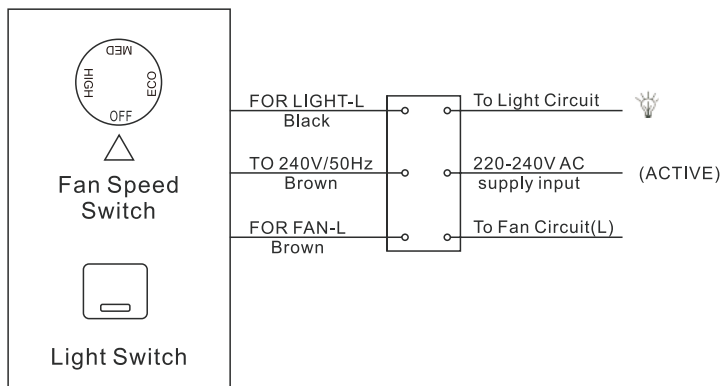 MED
HIGH
ECO
OFF
Fan Speed
Switch
Light Switch
FOR LIGHT-L
Black
TO 240V/50Hz
Brown
FOR FAN-L
Brown
To Light Circuit
220-240V AC
supply input
(ACTIVE)
To Fan Circuit(L)